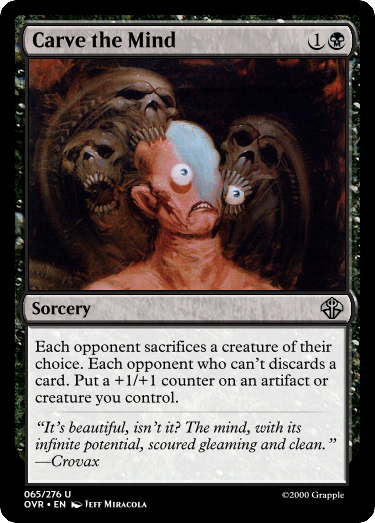 Carve the Mind 1
Sorcery
Each opponent sacrifices a creature of their
choice. Each opponent who can't discards a
card. Put a +1/+1 counter on an artifact or
creature you control.
“It's beautiful, isn't it? The mind, with its
infinite potential, scoured gleaming and clean.”
—Crovax
065/276 U
OVR • EN Jeff Miracola
©2000 Grapple